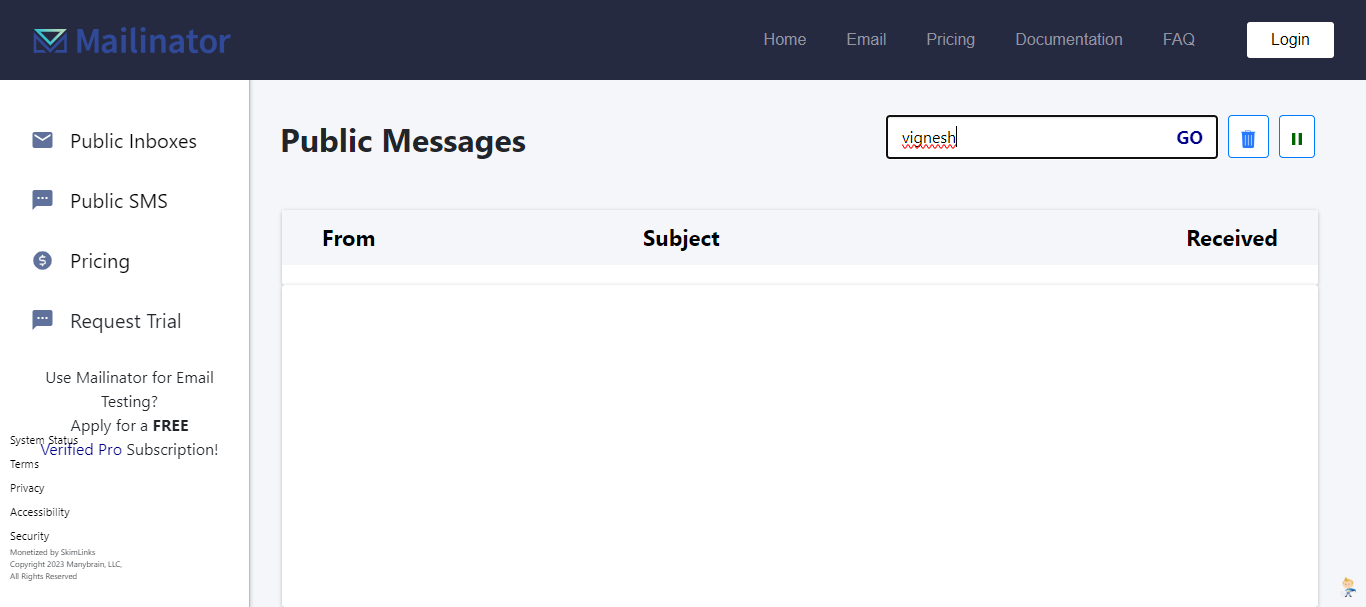 Mailinator
Home Email Pricing Documentation FAQ Login
Public Inboxes
Public SMS
Pricing
Request Trial
Use Mailinator for Email
Testing?
Apply for a FREE
Verified Pro Subscription!
System Status
Terms
Privacy
Accessibility
Security
Monetized by SkimLinks
Copyright 2023 Manybrain, LLC,
All Rights Reserved
Public Messages
vignesh GO
From Subject Received